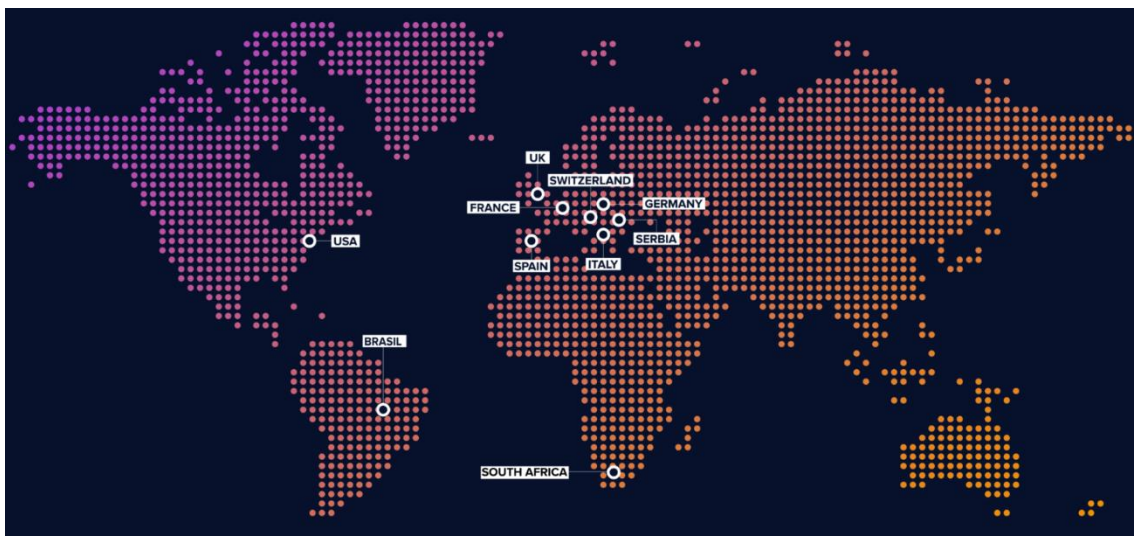 UK
SWITZERLAND
FRANCE
GERMANY
USA
SERBIA
SPAIN
ITALY
BRASIL
SOUTH AFRICA